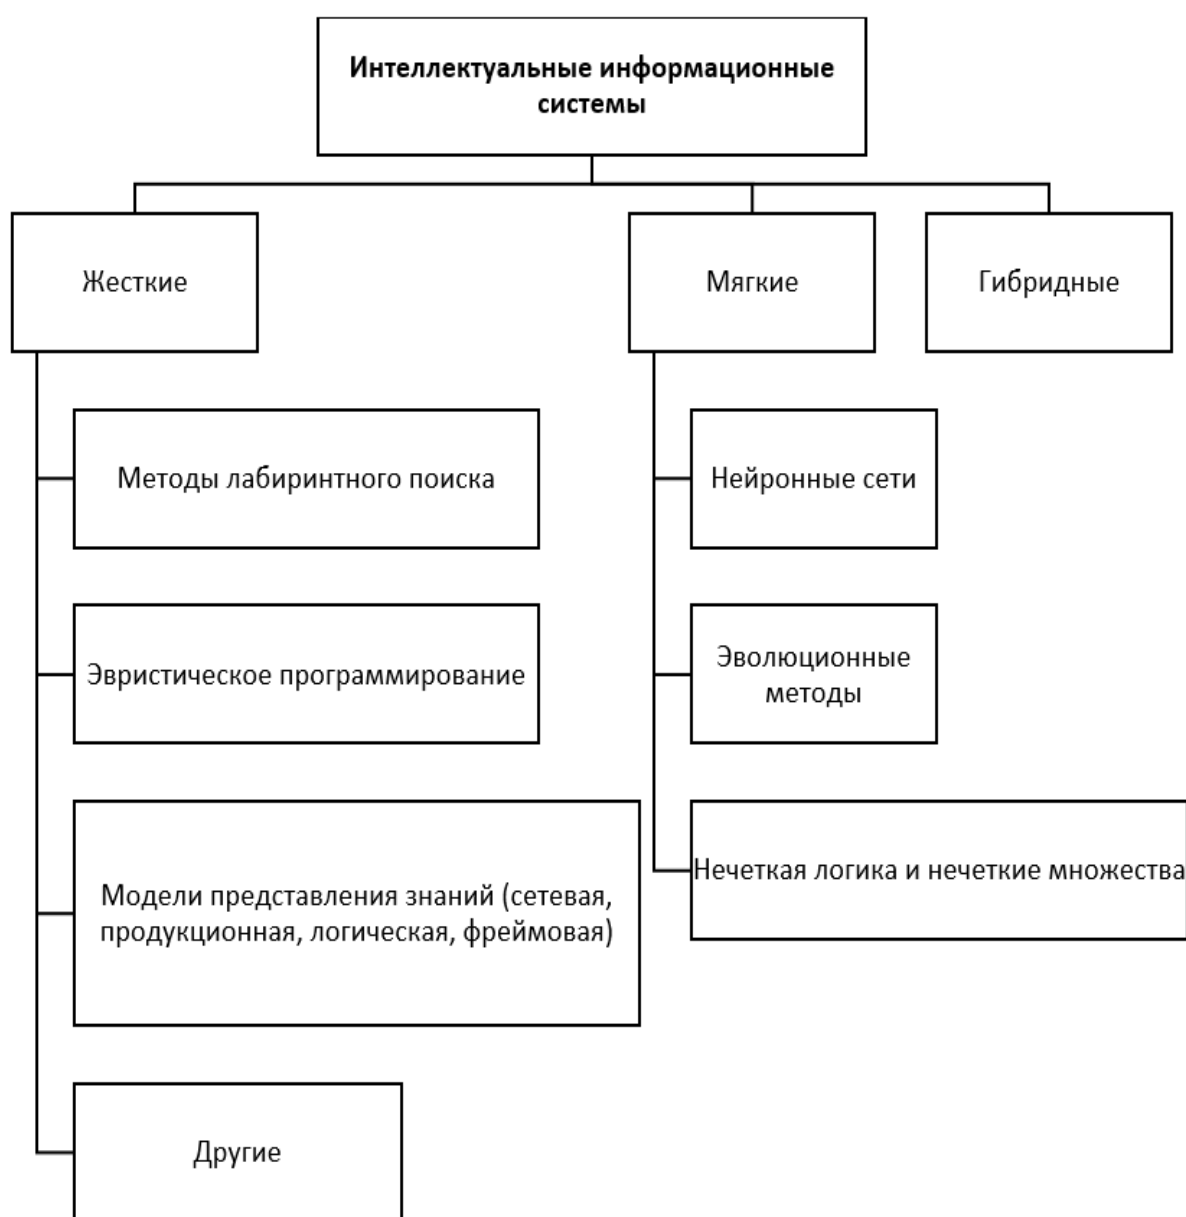 Интеллектуальные информационные
системы
Жесткие
Мягкие
Гибридные
Методы лабиринтного поиска
Нейронные сети
Эвристическое программирование
Эволюционные
методы
Модели представления знаний (сетевая,
продукционная, логическая, фреймовая)
Нечеткая логика и нечеткие множества
Другие